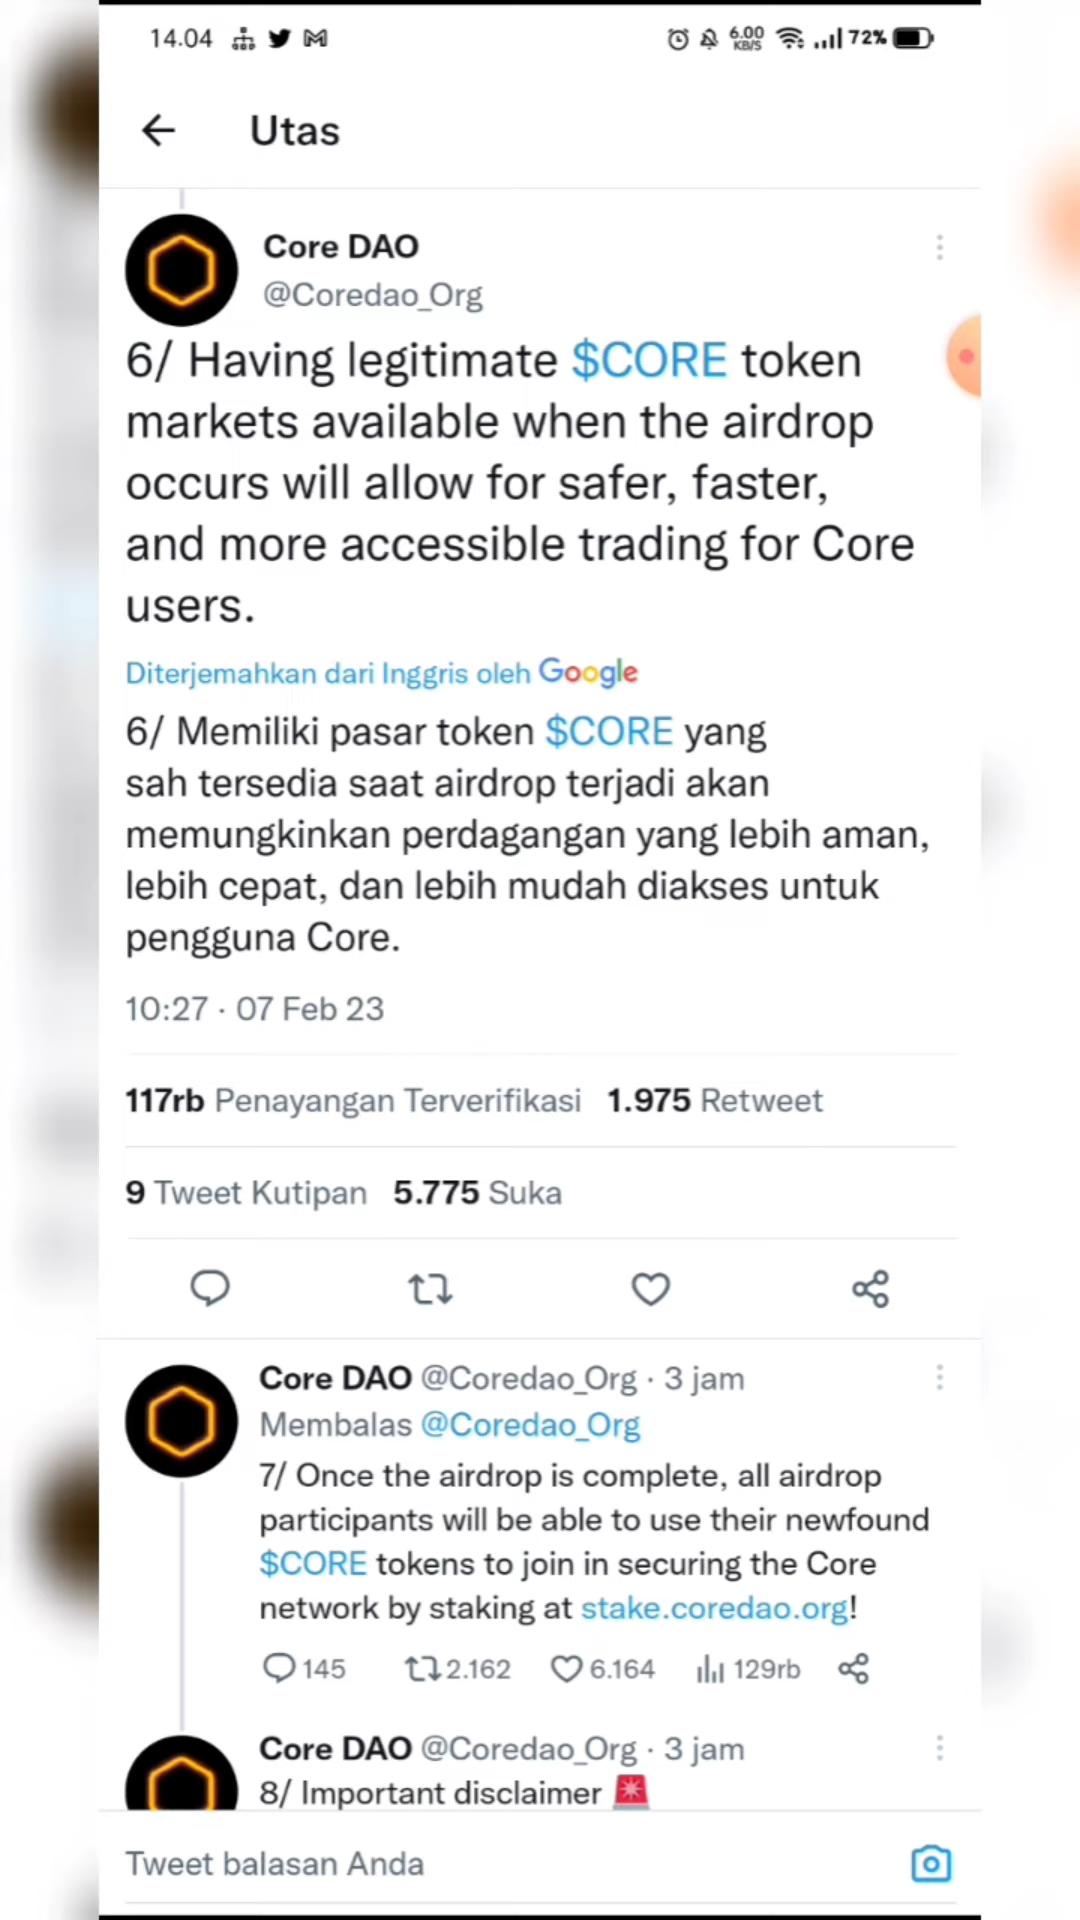 14.04
6.00
KB/S
72%
Utas
Core DAO
@Coredao_Org
6/ Having legitimate $CORE token
markets available when the airdrop
occurs will allow for safer, faster,
and more accessible trading for Core
users.
Diterjemahkan dari Inggris oleh Google
6/ Memiliki pasar token $CORE yang
sah tersedia saat airdrop terjadi akan
memungkinkan perdagangan yang lebih aman,
lebih cepat, dan lebih mudah diakses untuk
pengguna Core.
10:27 · 07 Feb 23
117rb Penayangan Terverifikasi 1.975 Retweet
9 Tweet Kutipan 5.775 Suka
Core DAO @Coredao_Org · 3 jam
Membalas @Coredao_Org
7/ Once the airdrop is complete, all airdrop
participants will be able to use their newfound
$CORE tokens to join in securing the Core
network by staking at stake.coredao.org!
145 2.162 6.164 129rb
Core DAO @Coredao_Org · 3 jam
8/ Important disclaimer 🚨
Tweet balasan Anda